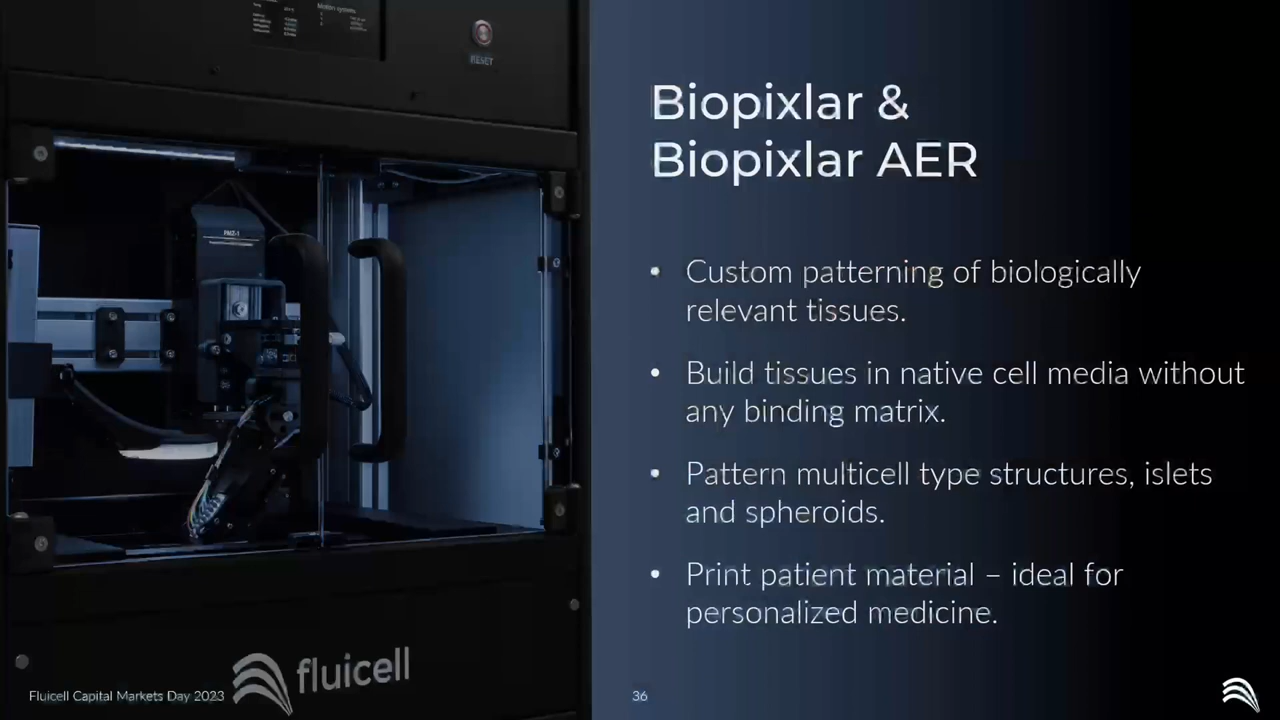 RESET
Biopixlar &
Biopixlar AER
• Custom patterning of biologically
relevant tissues.
• Build tissues in native cell media without
any binding matrix.
• Pattern multicell type structures, islets
and spheroids.
• Print patient material – ideal for
personalized medicine.
fluicell
Fluicell Capital Markets Day 2023
36